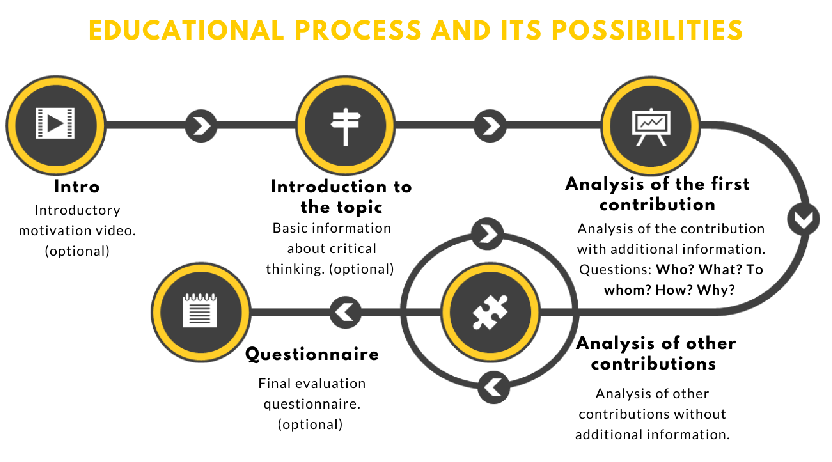 EDUCATIONAL PROCESS AND ITS POSSIBILITIES
Intro
Introductory
motivation video.
(optional)
Introduction to
the topic
Basic information
about critical
thinking. (optional)
Analysis of the first
contribution
Analysis of the contribution
with additional information.
Questions: Who? What? To
whom? How? Why?
Analysis of other
contributions
Analysis of other
contributions without
additional information.
Questionnaire
Final evaluation
questionnaire.
(optional)